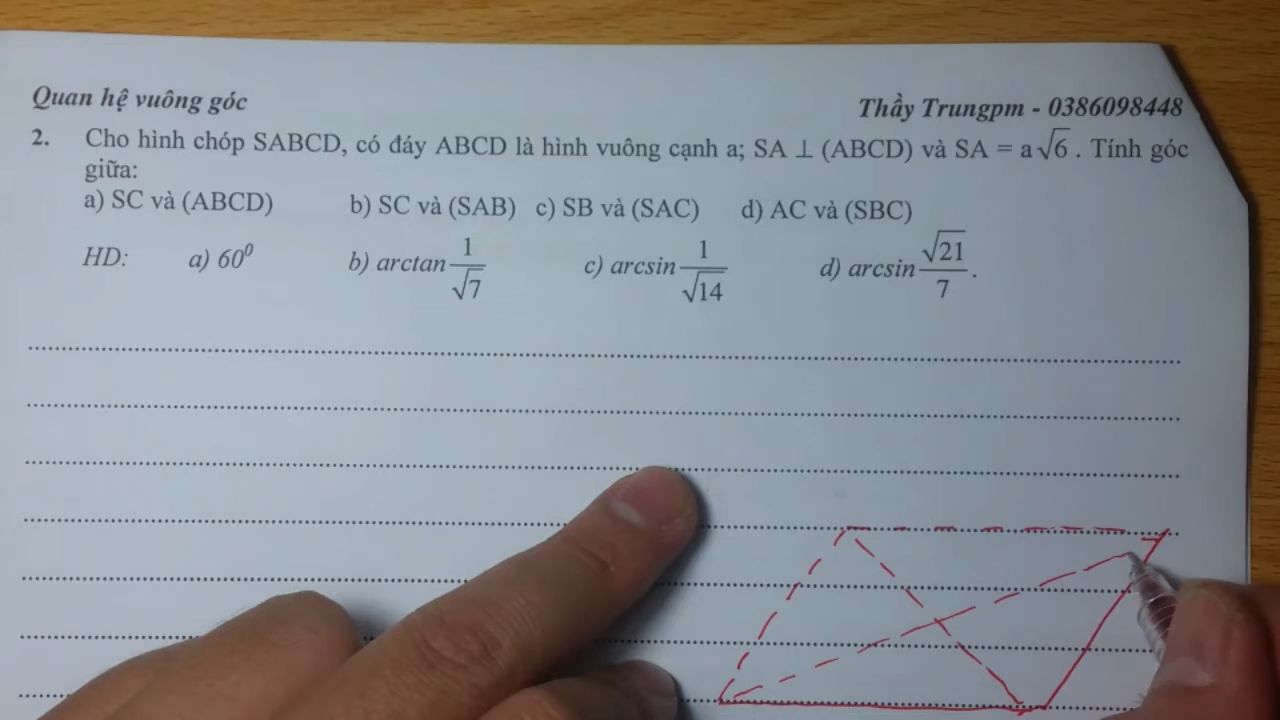 Quan hệ vuông góc Thầy Trungpm - 0386098448
2. Cho hình chóp SABCD, có đáy ABCD là hình vuông cạnh a; SA ⊥ (ABCD) và SA = a√6. Tính góc
giữa:
a) SC và (ABCD) b) SC và (SAB) c) SB và (SAC) d) AC và (SBC)
HD: a) 60⁰ b) arctan 1/√7 c) arcsin 1/√14 d) arcsin √21/7.